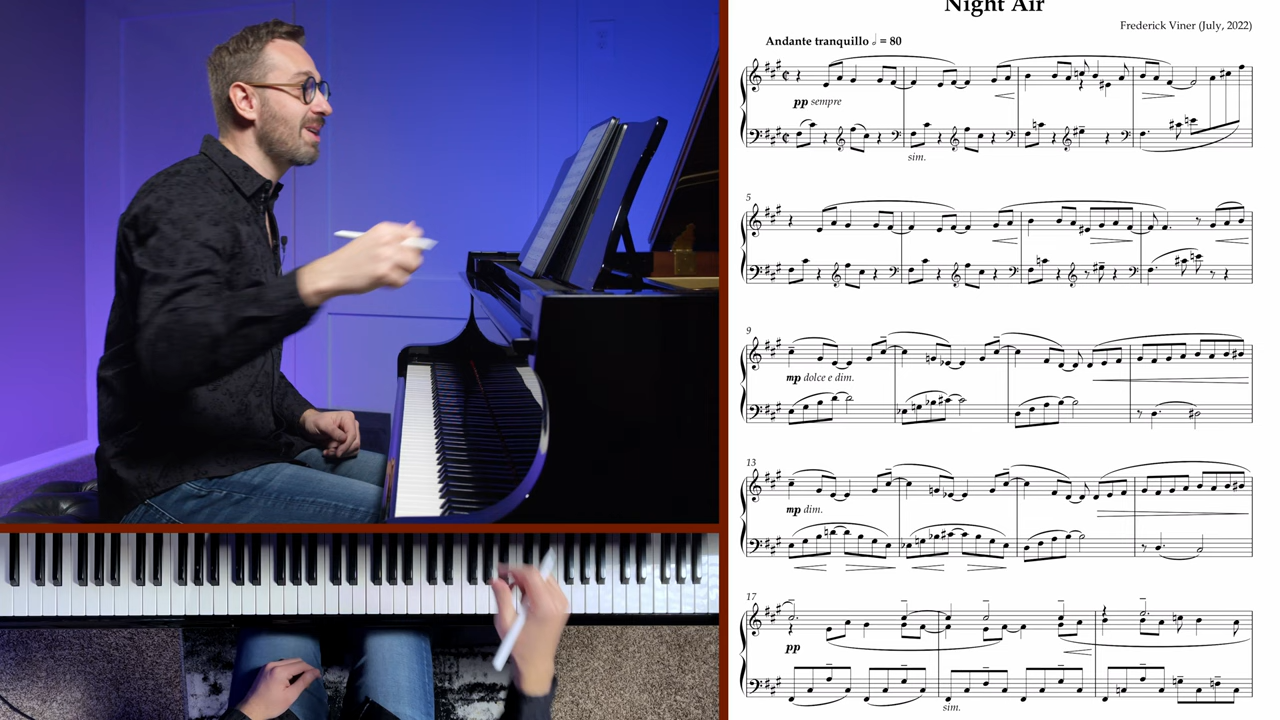 Night Air
Frederick Viner (July, 2022)
Andante tranquillo 𝅗𝅥 = 80
pp sempre
sim.
5
9
mp dolce e dim.
13
mp dim.
17
pp
sim.